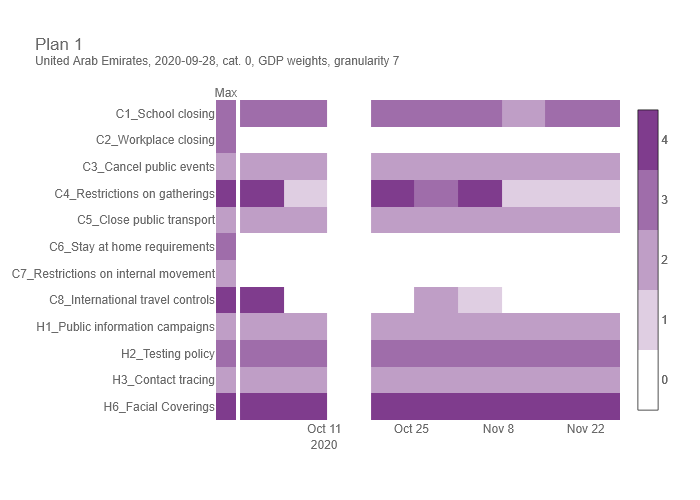 Plan 1
United Arab Emirates, 2020-09-28, cat. 0, GDP weights, granularity 7
Max
C1_School closing
C2_Workplace closing
C3_Cancel public events
C4_Restrictions on gatherings
C5_Close public transport
C6_Stay at home requirements
C7_Restrictions on internal movement
C8_International travel controls
H1_Public information campaigns
H2_Testing policy
H3_Contact tracing
H6_Facial Coverings
4
3
2
1
0
Oct 11 Oct 25 Nov 8 Nov 22
2020